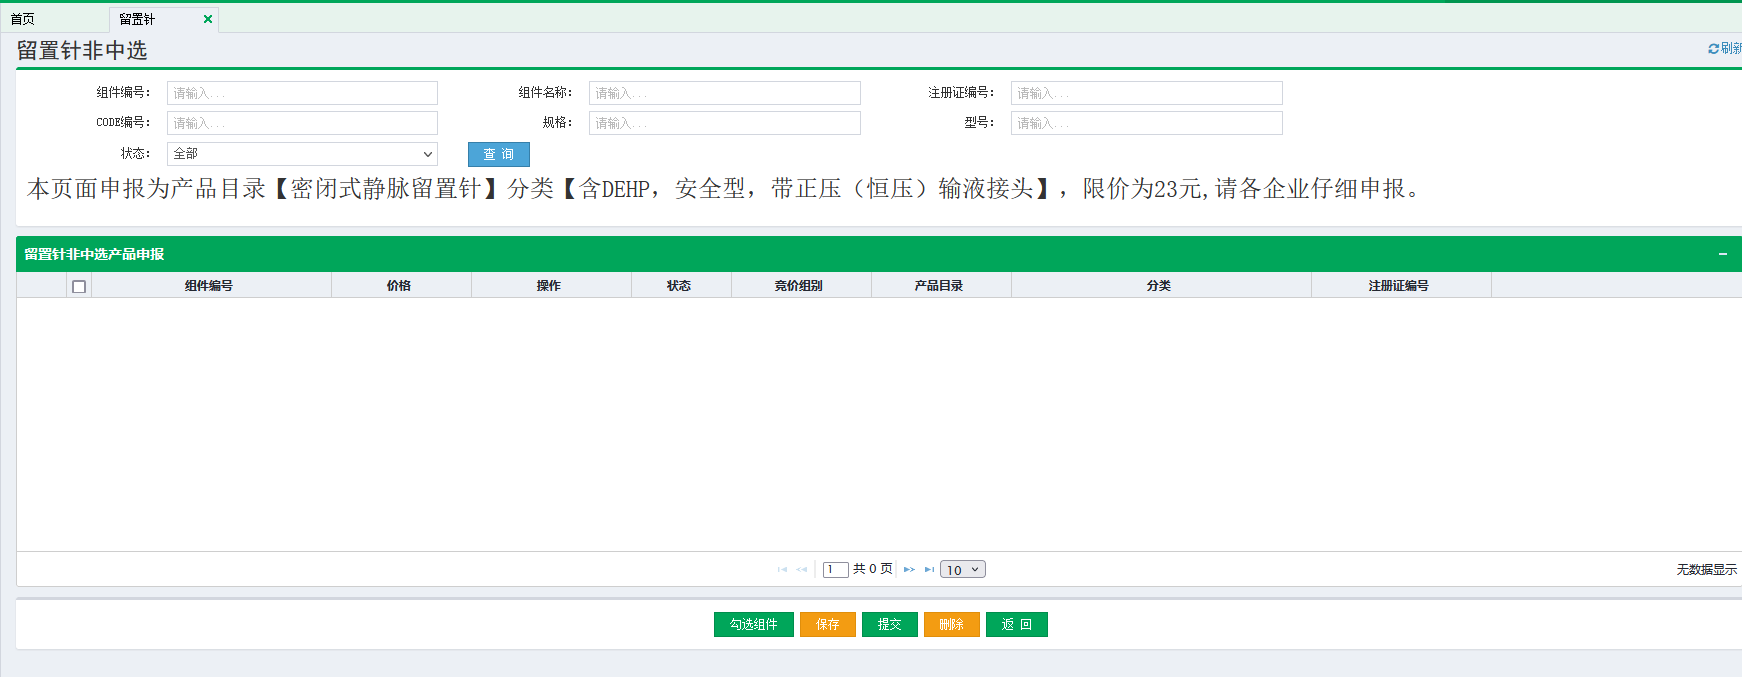 首页 留置针
留置针非中选 刷新
组件编号： 请输入... 组件名称： 请输入... 注册证编号： 请输入...
CODE编号： 请输入... 规格： 请输入... 型号： 请输入...
状态： 全部 查 询
本页面申报为产品目录【密闭式静脉留置针】分类【含DEHP，安全型，带正压（恒压）输液接头】，限价为23元,请各企业仔细申报。
留置针非中选产品申报
组件编号 价格 操作 状态 竞价组别 产品目录 分类 注册证编号
1 共 0 页 10 无数据显示
勾选组件 保存 提交 删除 返 回